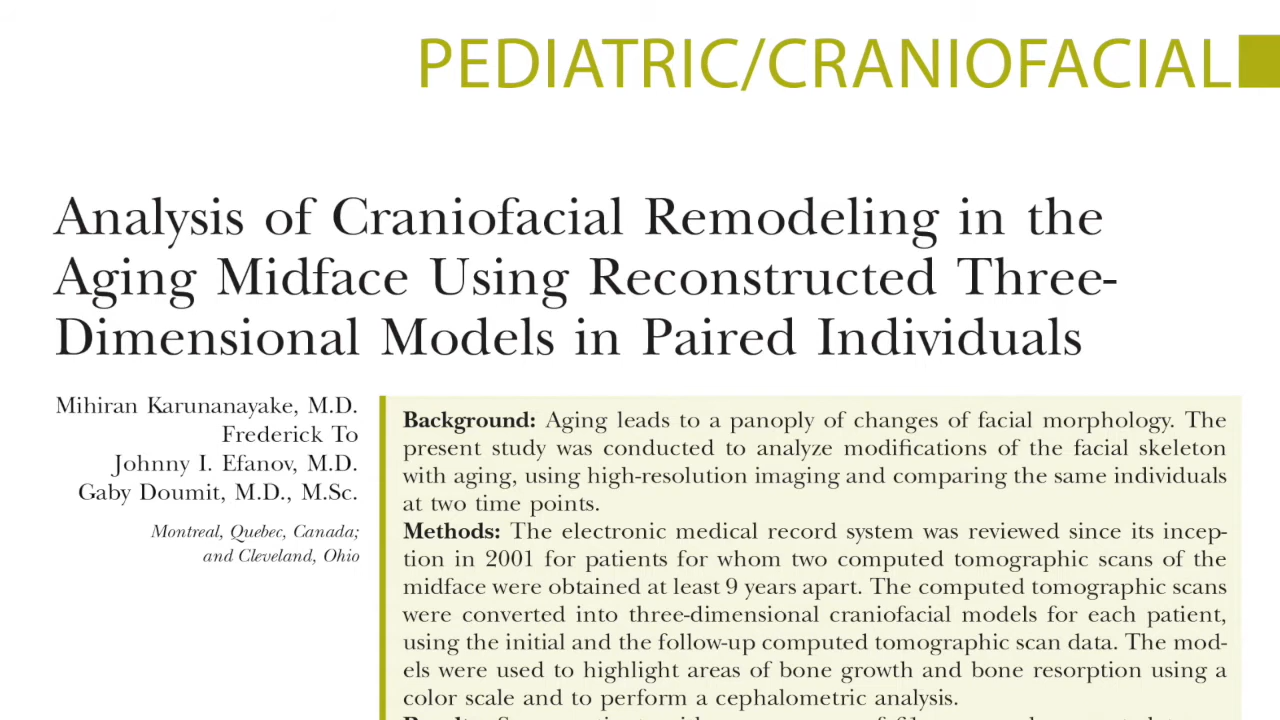 PEDIATRIC/CRANIOFACIAL
Analysis of Craniofacial Remodeling in the
Aging Midface Using Reconstructed Three-
Dimensional Models in Paired Individuals
Mihiran Karunanayake, M.D.
Frederick To
Johnny I. Efanov, M.D.
Gaby Doumit, M.D., M.Sc.
Montreal, Quebec, Canada;
and Cleveland, Ohio
Background: Aging leads to a panoply of changes of facial morphology. The
present study was conducted to analyze modifications of the facial skeleton
with aging, using high-resolution imaging and comparing the same individuals
at two time points.
Methods: The electronic medical record system was reviewed since its incep-
tion in 2001 for patients for whom two computed tomographic scans of the
midface were obtained at least 9 years apart. The computed tomographic scans
were converted into three-dimensional craniofacial models for each patient,
using the initial and the follow-up computed tomographic scan data. The mod-
els were used to highlight areas of bone growth and bone resorption using a
color scale and to perform a cephalometric analysis.